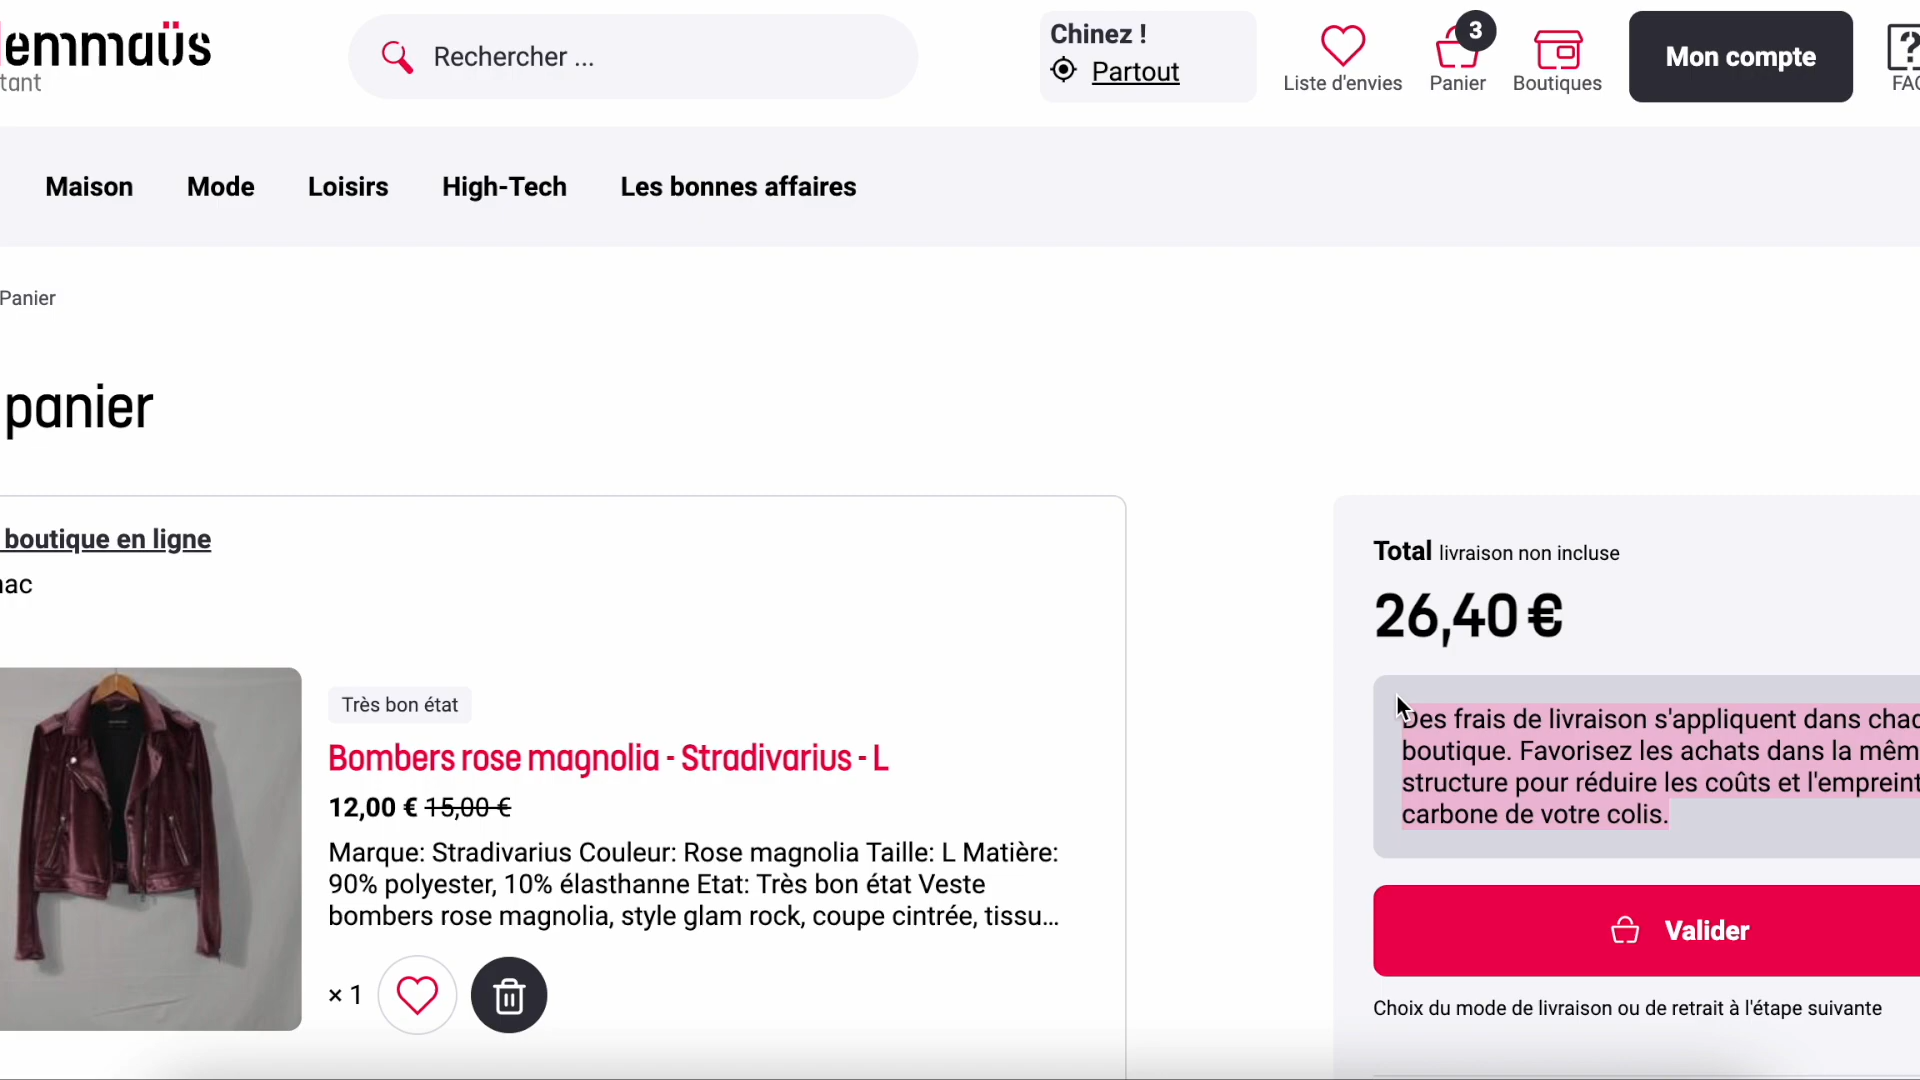 emmaüs
tant
Rechercher ...
Chinez !
Partout
Liste d'envies
3
Panier
Boutiques
Mon compte
Maison
Mode
Loisirs
High-Tech
Les bonnes affaires
Panier
panier
boutique en ligne
Total livraison non incluse
26,40 €
Des frais de livraison s'appliquent dans
boutique. Favorisez les achats dans la
structure pour réduire les coûts et
carbone de votre colis.
Valider
Choix du mode de livraison ou de retrait à l'étape suivante
Très bon état
Bombers rose magnolia - Stradivarius - L
12,00 € 15,00 €
Marque: Stradivarius Couleur: Rose magnolia Taille: L Matière:
90% polyester, 10% élasthanne Etat: Très bon état Veste
bombers rose magnolia, style glam rock, coupe cintrée, tissu...
× 1